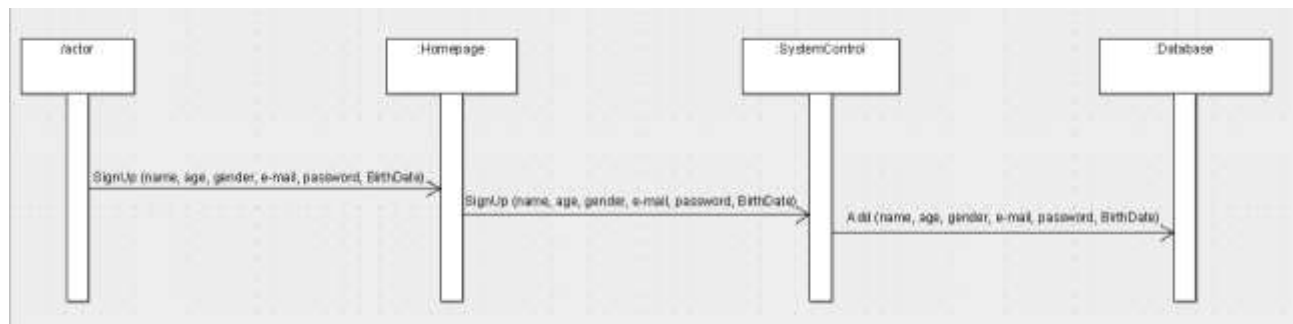 /actor
:Homepage
:SystemControl
:Database
SignUp (name, age, gender, e-mail, password, BirthDate)
SignUp (name, age, gender, e-mail, password, BirthDate)
Add (name, age, gender, e-mail, password, BirthDate)